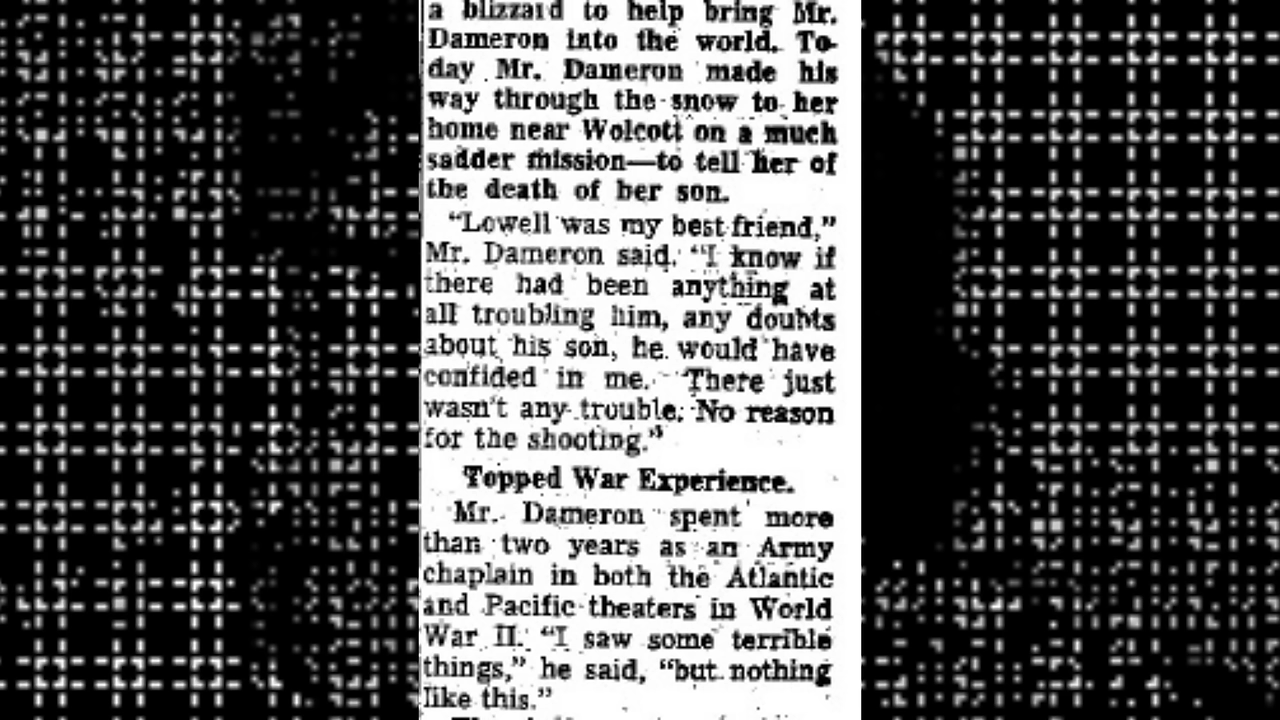 a blizzard to help bring Mr.
Dameron into the world. To-
day Mr. Dameron made his
way through the snow to her
home near Wolcott on a much
sadder mission—to tell her of
the death of her son.
"Lowell was my best friend,"
Mr. Dameron said. "I know if
there had been anything at
all troubling him, any doubts
about his son, he would have
confided in me. There just
wasn't any trouble. No reason
for the shooting."
Topped War Experience.
Mr. Dameron spent more
than two years as an Army
chaplain in both the Atlantic
and Pacific theaters in World
War II. "I saw some terrible
things," he said, "but nothing
like this."